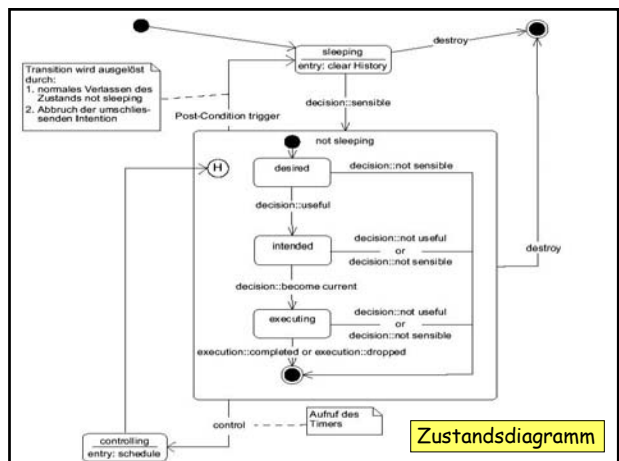 sleeping
entry: clear History
destroy
Transition wird ausgelöst
durch:
1. normales Verlassen des
Zustands not sleeping
2. Abbruch der umschlies-
senden Intention
decision::sensible
Post-Condition trigger
not sleeping
H
desired
decision::not sensible
decision::useful
intended
decision::not useful
or
decision::not sensible
destroy
decision::become current
executing
decision::not useful
or
decision::not sensible
execution::completed or execution::dropped
control
Aufruf des
Timers
controlling
entry: schedule
Zustandsdiagramm